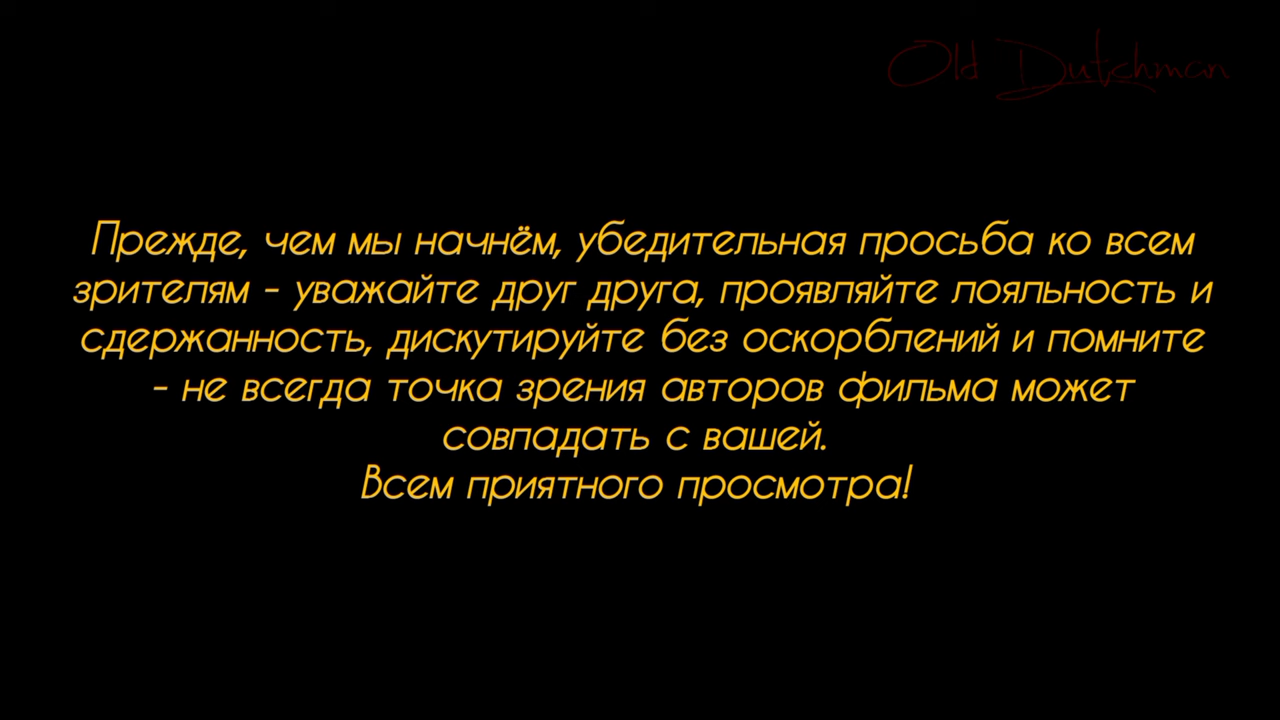 Old Dutchman
Прежде, чем мы начнём, убедительная просьба ко всем
зрителям - уважайте друг друга, проявляйте лояльность и
сдержанность, дискутируйте без оскорблений и помните
- не всегда точка зрения авторов фильма может
совпадать с вашей.
Всем приятного просмотра!